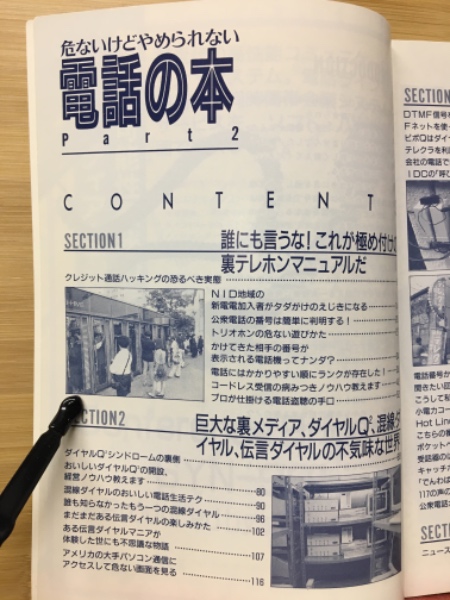 危ないけどやめられない
電話の本
Part 2
CONTENT
SECTION1
誰にも言うな!これが極め付け
裏テレホンマニュアルだ
クレジット通話ハッキングの恐るべき実態
NID地域の
新電電加入者がタダがけのえじきになる
公衆電話の番号は簡単に判明する!
トリオホンの危ない遊びかた
かけてきた相手の番号が
表示される電話機ってナンダ?
電話にはかかりやすい順にランクが存在した!
コードレス受信の病みつきノウハウ教えます
プロが仕掛ける電話盗聴の手口
SECTION2
巨大な裏メディア、ダイヤルQ²、混線ダ
イヤル、伝言ダイヤルの不気味な世界
ダイヤルQ²シンドロームの裏側
おいしいダイヤルQ²の開設、
経営ノウハウ教えます 80
混線ダイヤルのおいしい電話生活テク 90
誰も知らなかったもう一つの混線ダイヤル 96
まだまだある伝言ダイヤルの楽しみかた 102
ある伝言ダイヤルマニアが
体験した世にも不思議な物語 107
アメリカの大手パソコン通信に
アクセスして危ない画面を見る 116
SECTION
DTMF信号
Fネットを使
ピポQはダイ
テレクラを利
会社の電話で
IDCの「呼び
電話番号か
聞きたい話
こうして私
小電力コー
Hot Line
こちらの
ポケットベ
受話器の
キャッチホ
「でんわば
117の声の
公衆電話
SECT
ニュース